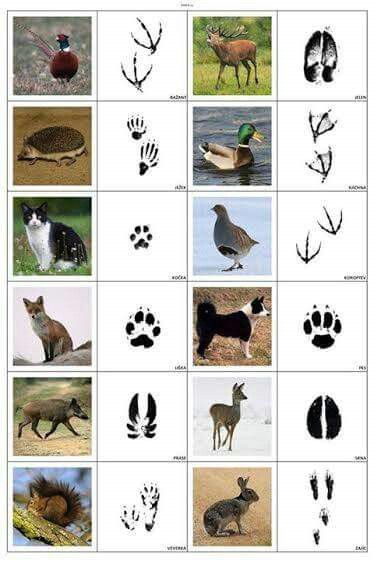 BAŽANT
JELEN
JEŽEK
KACHNA
KOČKA
KOROPTEV
LIŠKA
PES
PRASE
SRNA
VEVERKA
ZAJÍC